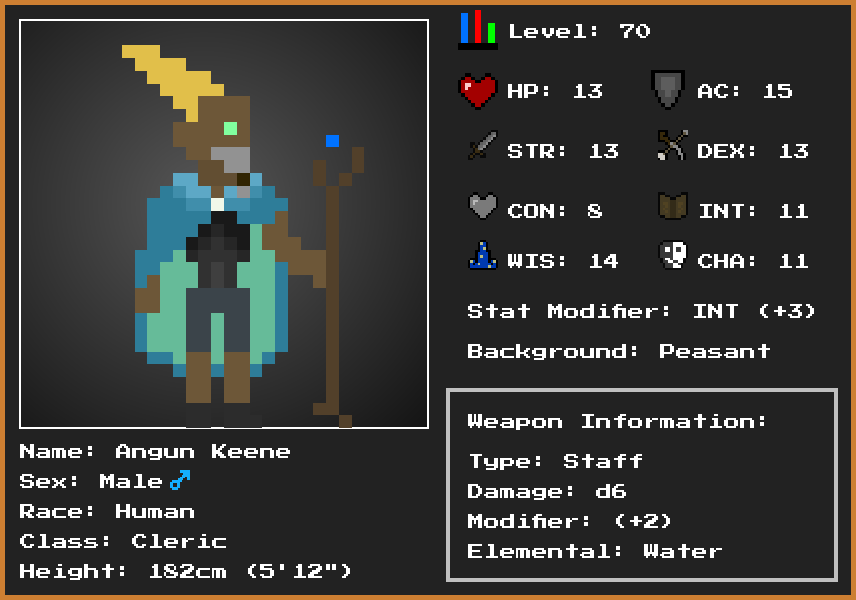 Level: 70
HP: 13
AC: 15
STR: 13
DEX: 13
CON: 8
INT: 11
WIS: 14
CHA: 11
Stat Modifier: INT (+3)
Background: Peasant
Weapon Information:
Type: Staff
Damage: d6
Modifier: (+2)
Elemental: Water
Name: Angun Keene
Sex: Male ♂
Race: Human
Class: Cleric
Height: 182cm (5'12")